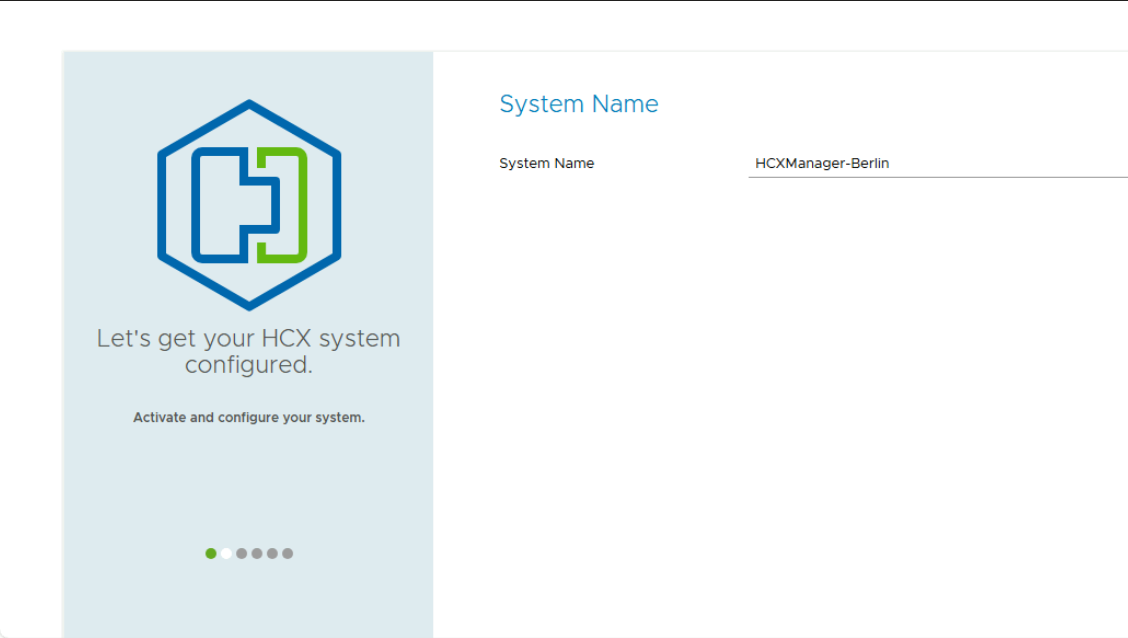 System Name
System Name
HCXManager-Berlin
Let's get your HCX system
configured.
Activate and configure your system.